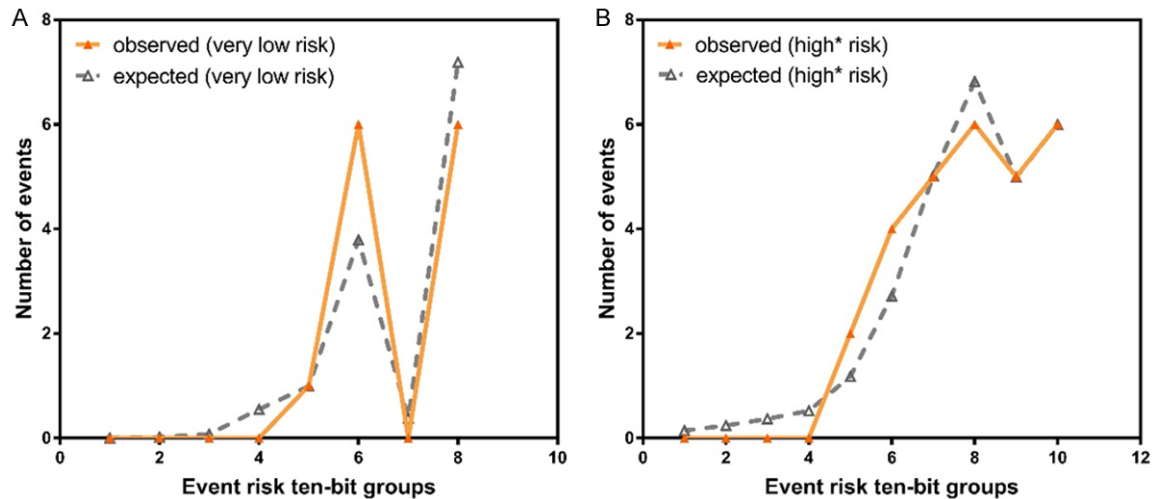 A
observed (very low risk)
expected (very low risk)
Number of events
8
6
4
2
0
0 2 4 6 8 10
Event risk ten-bit groups
B
observed (high* risk)
expected (high* risk)
Number of events
8
6
4
2
0
0 2 4 6 8 10 12
Event risk ten-bit groups